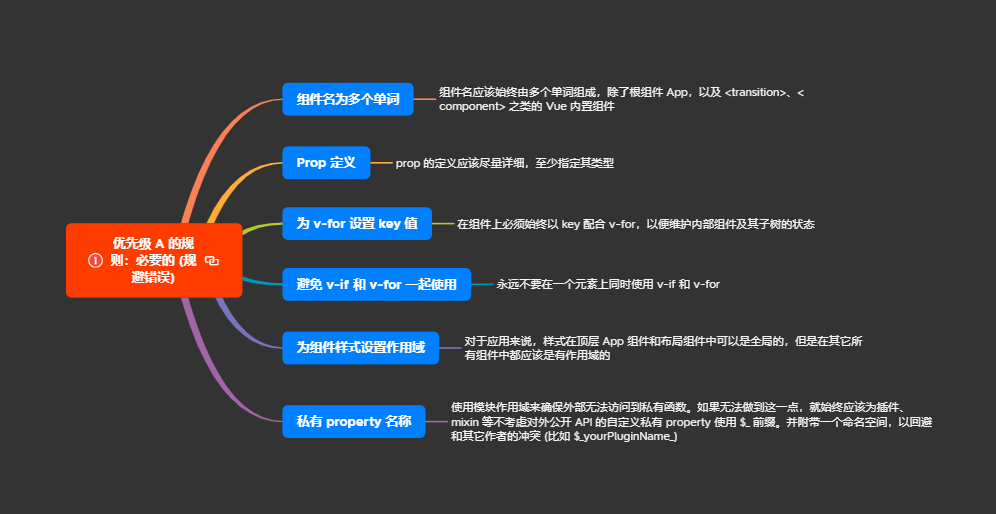 优先级 A 的规
① 则：必要的 (规
避错误)
组件名为多个单词
组件名应该始终由多个单词组成，除了根组件 App，以及 <transition>、<
component> 之类的 Vue 内置组件
Prop 定义
prop 的定义应该尽量详细，至少指定其类型
为 v-for 设置 key 值
在组件上必须始终以 key 配合 v-for，以便维护内部组件及其子树的状态
避免 v-if 和 v-for 一起使用
永远不要在一个元素上同时使用 v-if 和 v-for
为组件样式设置作用域
对于应用来说，样式在顶层 App 组件和布局组件中可以是全局的，但是在其它所
有组件中都应该是有作用域的
私有 property 名称
使用模块作用域来确保外部无法访问到私有函数。如果无法做到这一点，就始终应该为插件、
mixin 等不考虑对外公开 API 的自定义私有 property 使用 $_ 前缀。并附带一个命名空间，以回避
和其它作者的冲突 (比如 $_yourPluginName_)